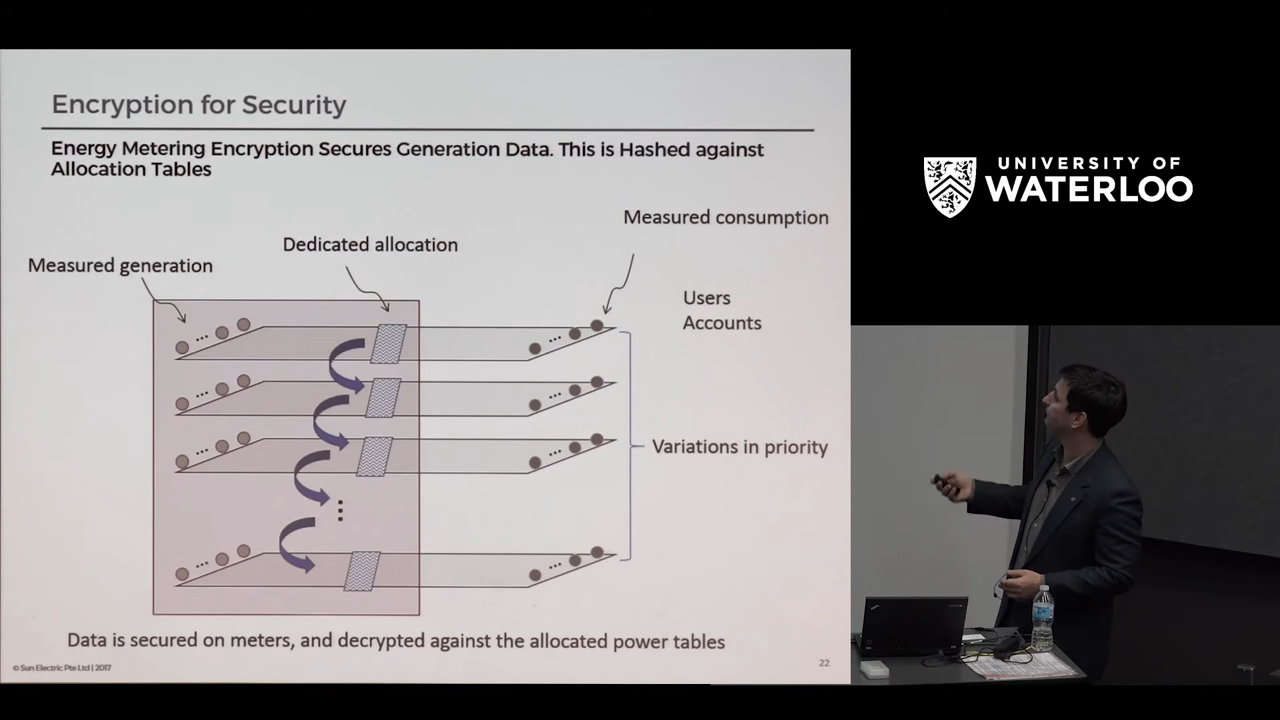 Encryption for Security
Energy Metering Encryption Secures Generation Data. This is Hashed against
Allocation Tables
Measured consumption
Dedicated allocation
Measured generation
Users
Accounts
Variations in priority
Data is secured on meters, and decrypted against the allocated power tables
© Sun Electric Pte Ltd | 2017
22
UNIVERSITY OF
WATERLOO